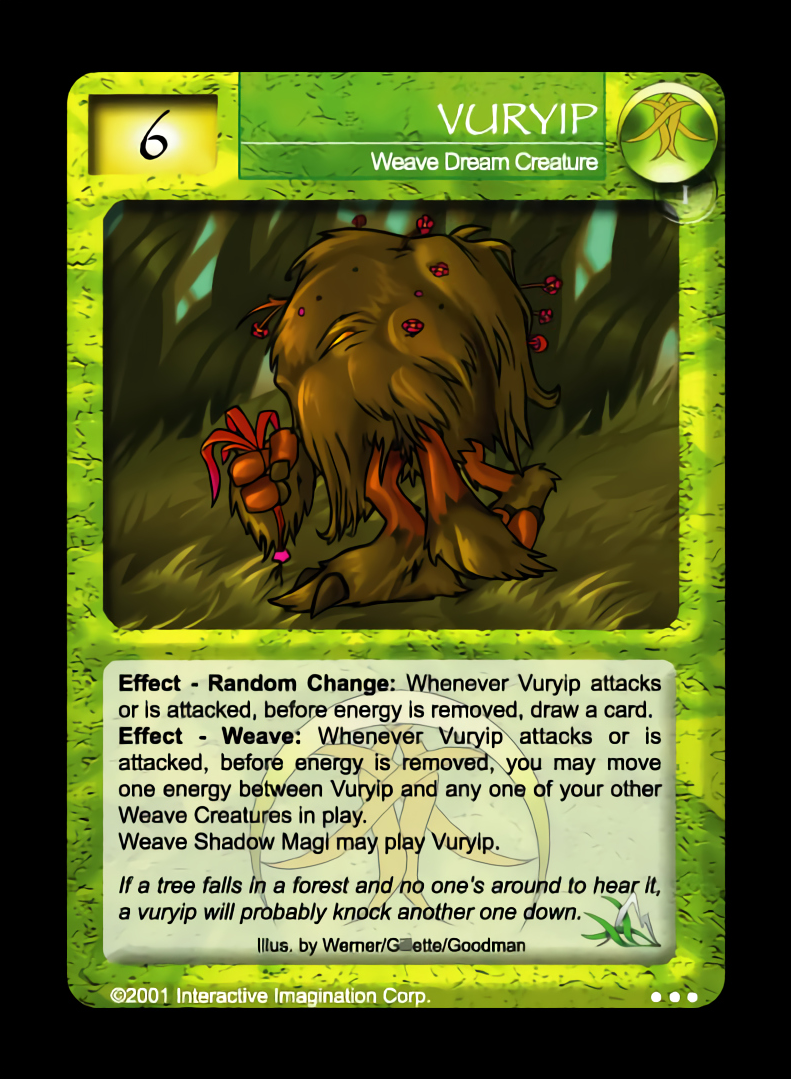 6
VURYIP
Weave Dream Creature
I
Effect - Random Change: Whenever Vuryip attacks
or is attacked, before energy is removed, draw a card.
Effect - Weave: Whenever Vuryip attacks or is
attacked, before energy is removed, you may move
one energy between Vuryip and any one of your other
Weave Creatures in play.
Weave Shadow Magi may play Vuryip.
If a tree falls in a forest and no one's around to hear it,
a vuryip will probably knock another one down.
Illus. by
©2001 Interactive Imagination Corp.